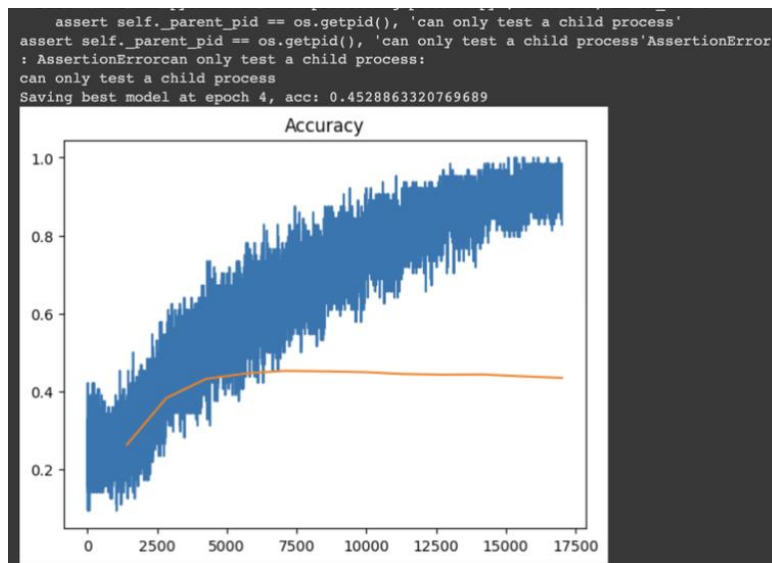 assert self._parent_pid == os.getpid(), 'can only test a child process'
assert self._parent_pid == os.getpid(), 'can only test a child process'AssertionError
: AssertionErrorcan only test a child process:
can only test a child process
Saving best model at epoch 4, acc: 0.4528863320769689
Accuracy
1.0
0.8
0.6
0.4
0.2
0 2500 5000 7500 10000 12500 15000 17500